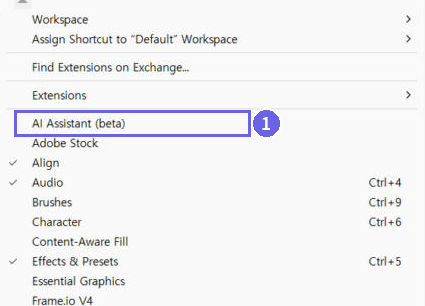 Workspace
Assign Shortcut to “Default” Workspace
Find Extensions on Exchange...
Extensions
AI Assistant (beta) 1
Adobe Stock
Align
Audio Ctrl+4
Brushes Ctrl+9
Character Ctrl+6
Content-Aware Fill
Effects & Presets Ctrl+5
Essential Graphics
Frame.io V4